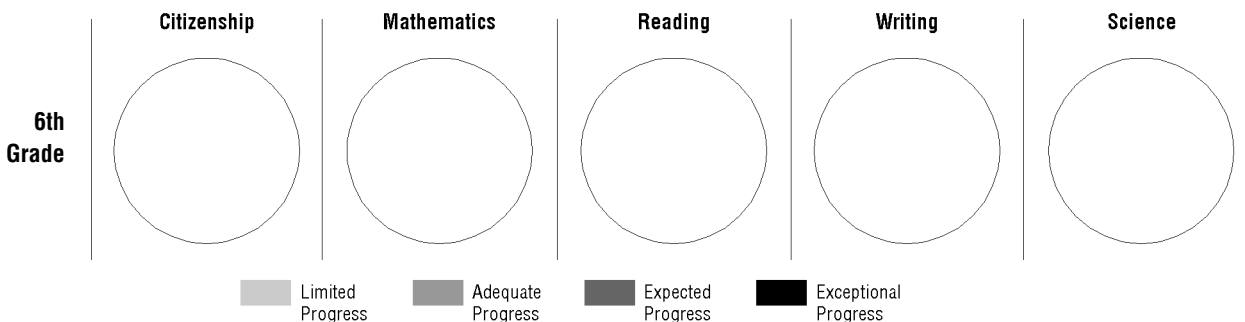 Citizenship
Mathematics
Reading
Writing
Science
6th
Grade
Limited
Progress
Adequate
Progress
Expected
Progress
Exceptional
Progress